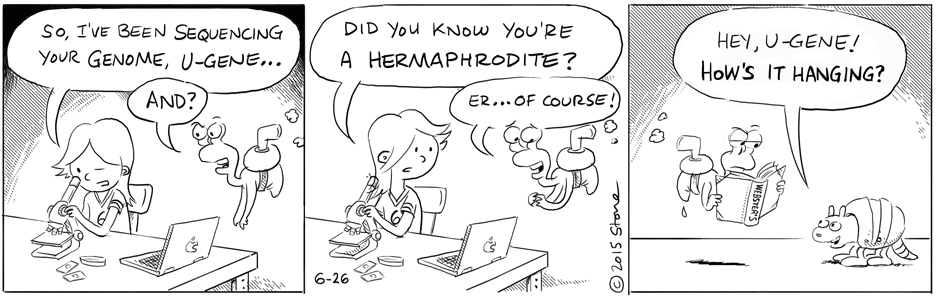 SO, I'VE BEEN SEQUENCING
YOUR GENOME, U-GENE...
AND?
DID YOU KNOW YOU'RE
A HERMAPHRODITE?
ER...OF COURSE!
6-26
©2015 Stone
HEY, U-GENE!
HOW'S IT HANGING?
WEBSTER'S